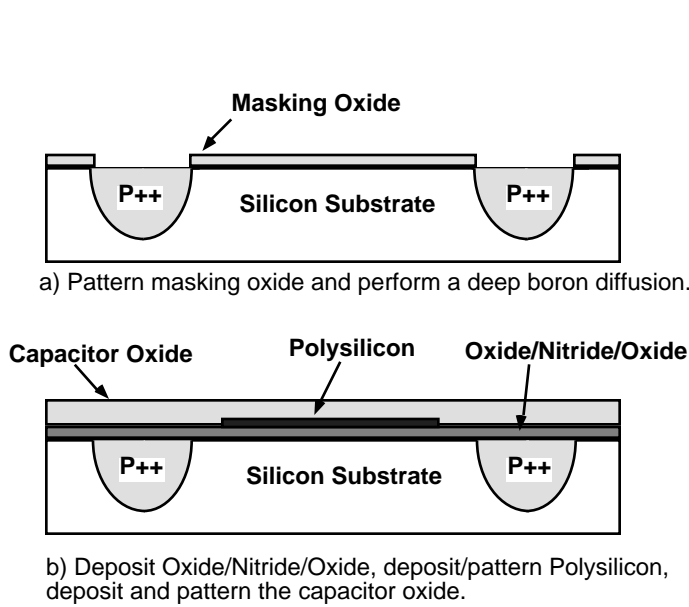 Masking Oxide
P++
Silicon Substrate
P++
a) Pattern masking oxide and perform a deep boron diffusion.
Capacitor Oxide
Polysilicon
Oxide/Nitride/Oxide
P++
Silicon Substrate
P++
b) Deposit Oxide/Nitride/Oxide, deposit/pattern Polysilicon,
deposit and pattern the capacitor oxide.